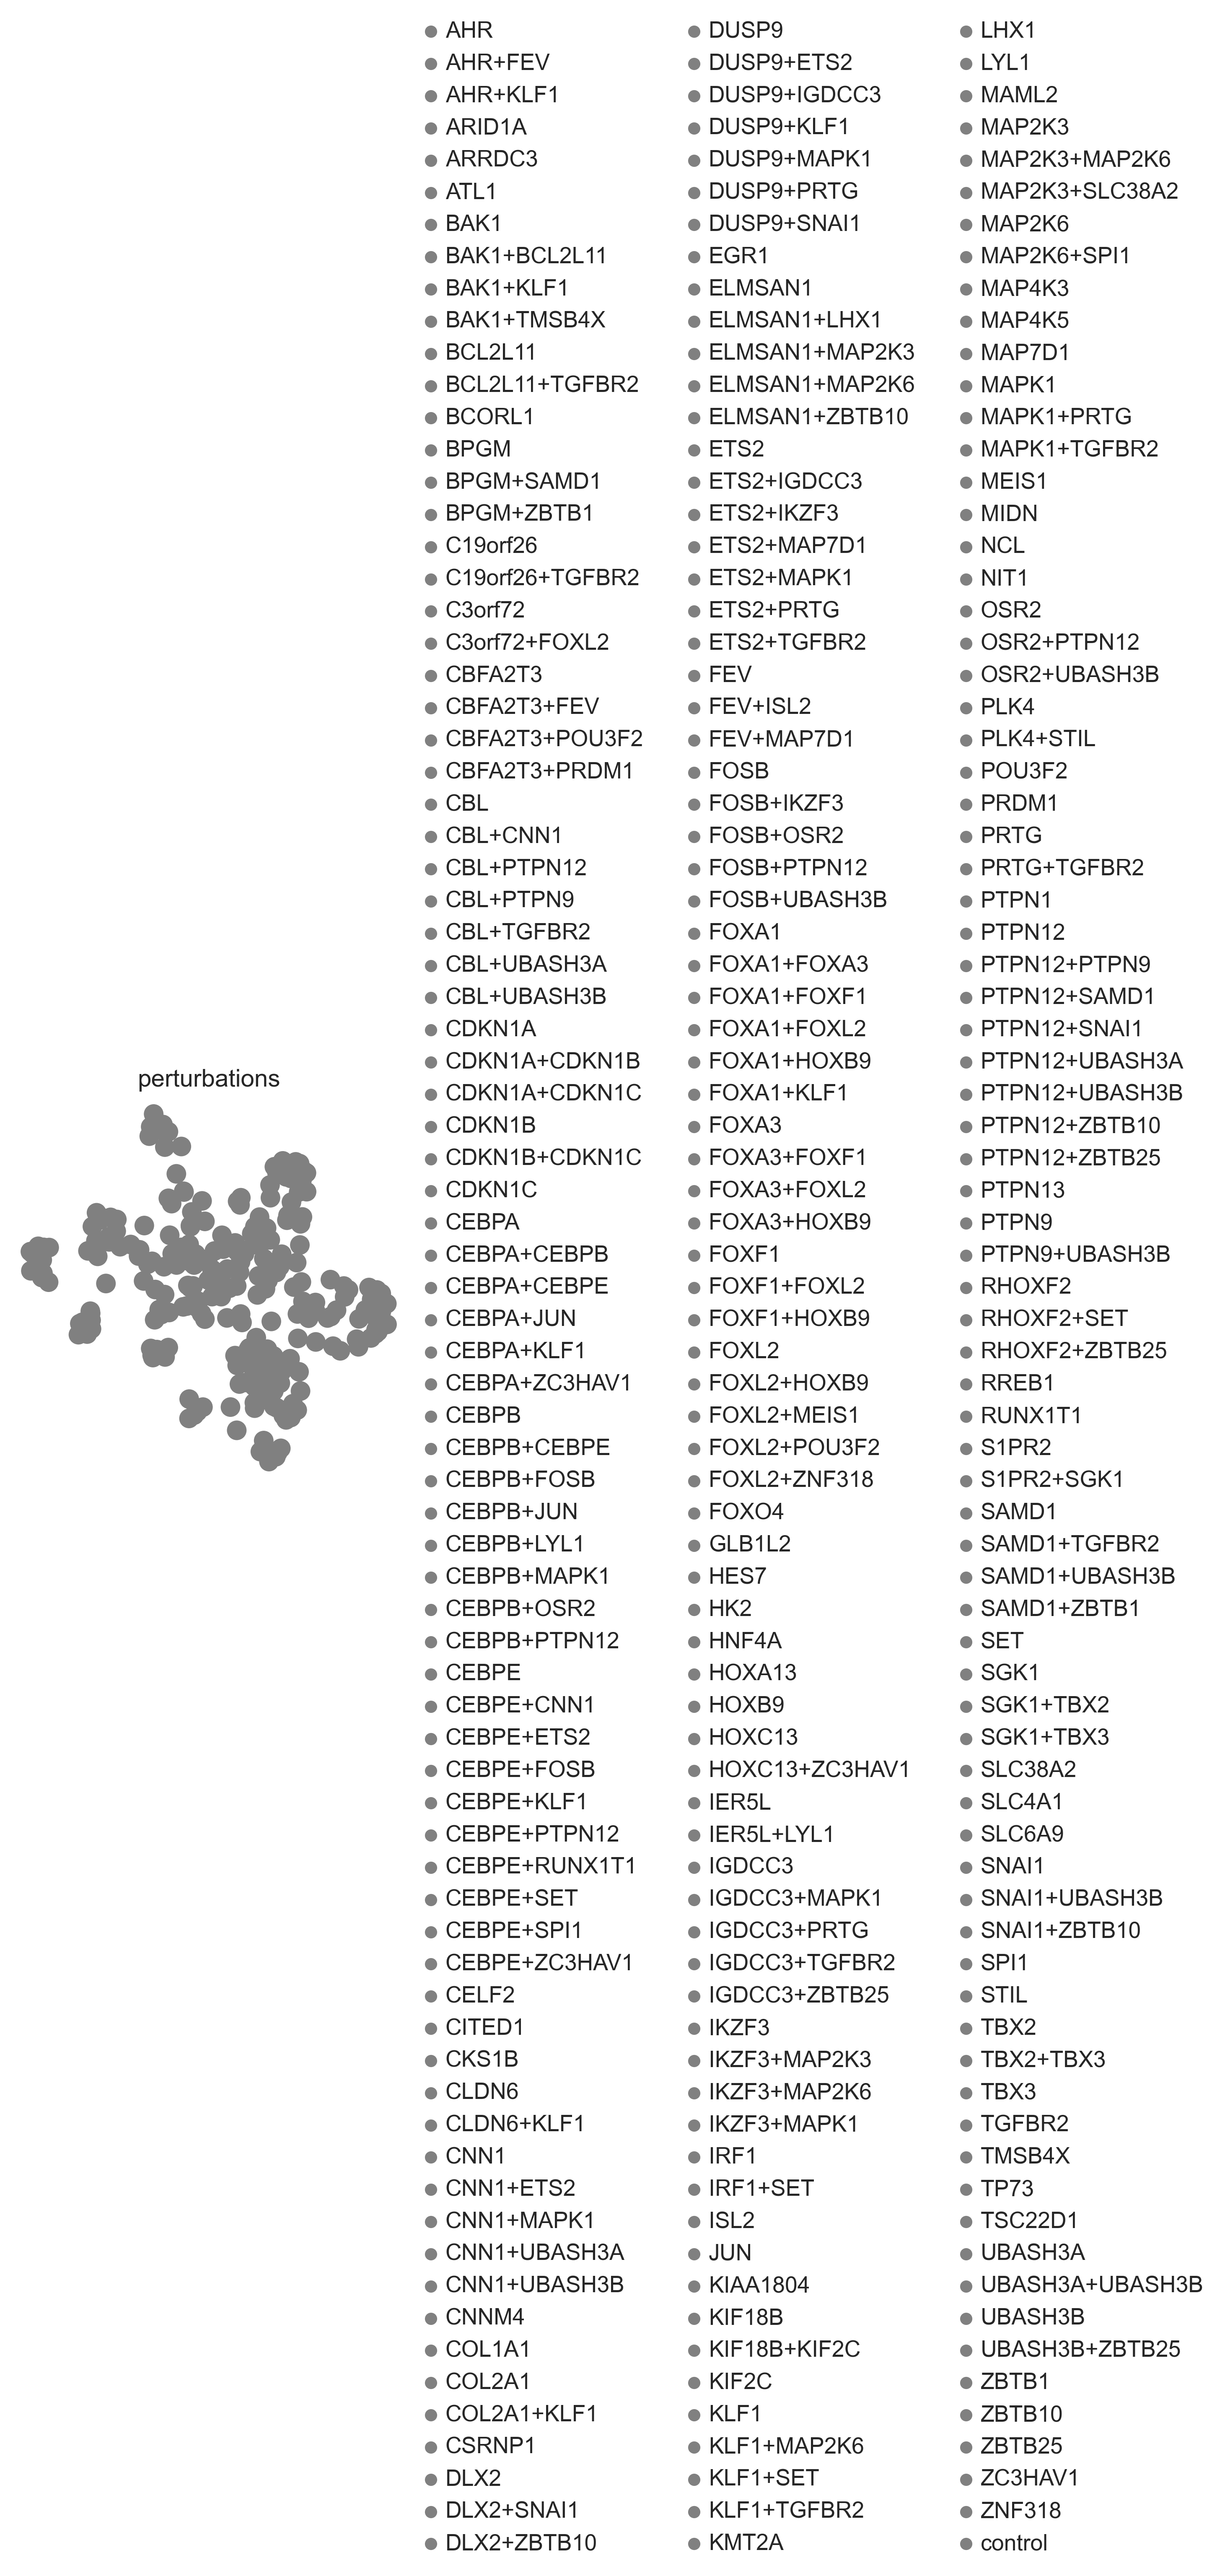 perturbations
AHR
AHR+FEV
AHR+KLF1
ARID1A
ARRDC3
ATL1
BAK1
BAK1+BCL2L11
BAK1+KLF1
BAK1+TMSB4X
BCL2L11
BCL2L11+TGFBR2
BCORL1
BPGM
BPGM+SAMD1
BPGM+ZBTB1
C19orf26
C19orf26+TGFBR2
C3orf72
C3orf72+FOXL2
CBFA2T3
CBFA2T3+FEV
CBFA2T3+POU3F2
CBFA2T3+PRDM1
CBL
CBL+CNN1
CBL+PTPN12
CBL+PTPN9
CBL+TGFBR2
CBL+UBASH3A
CBL+UBASH3B
CDKN1A
CDKN1A+CDKN1B
CDKN1A+CDKN1C
CDKN1B
CDKN1B+CDKN1C
CDKN1C
CEBPA
CEBPA+CEBPB
CEBPA+CEBPE
CEBPA+JUN
CEBPA+KLF1
CEBPA+ZC3HAV1
CEBPB
CEBPB+CEBPE
CEBPB+FOSB
CEBPB+JUN
CEBPB+LYL1
CEBPB+MAPK1
CEBPB+OSR2
CEBPB+PTPN12
CEBPE
CEBPE+CNN1
CEBPE+ETS2
CEBPE+FOSB
CEBPE+KLF1
CEBPE+PTPN12
CEBPE+RUNX1T1
CEBPE+SET
CEBPE+SPI1
CEBPE+ZC3HAV1
CELF2
CITED1
CKS1B
CLDN6
CLDN6+KLF1
CNN1
CNN1+ETS2
CNN1+MAPK1
CNN1+UBASH3A
CNN1+UBASH3B
CNNM4
COL1A1
COL2A1
COL2A1+KLF1
CSRNP1
DLX2
DLX2+SNAI1
DLX2+ZBTB10
DUSP9
DUSP9+ETS2
DUSP9+IGDCC3
DUSP9+KLF1
DUSP9+MAPK1
DUSP9+PRTG
DUSP9+SNAI1
EGR1
ELMSAN1
ELMSAN1+LHX1
ELMSAN1+MAP2K3
ELMSAN1+MAP2K6
ELMSAN1+ZBTB10
ETS2
ETS2+IGDCC3
ETS2+IKZF3
ETS2+MAP7D1
ETS2+MAPK1
ETS2+PRTG
ETS2+TGFBR2
FEV
FEV+ISL2
FEV+MAP7D1
FOSB
FOSB+IKZF3
FOSB+OSR2
FOSB+PTPN12
FOSB+UBASH3B
FOXA1
FOXA1+FOXA3
FOXA1+FOXF1
FOXA1+FOXL2
FOXA1+HOXB9
FOXA1+KLF1
FOXA3
FOXA3+FOXF1
FOXA3+FOXL2
FOXA3+HOXB9
FOXF1
FOXF1+FOXL2
FOXF1+HOXB9
FOXL2
FOXL2+HOXB9
FOXL2+MEIS1
FOXL2+POU3F2
FOXL2+ZNF318
FOXO4
GLB1L2
HES7
HK2
HNF4A
HOXA13
HOXB9
HOXC13
HOXC13+ZC3HAV1
IER5L
IER5L+LYL1
IGDCC3
IGDCC3+MAPK1
IGDCC3+PRTG
IGDCC3+TGFBR2
IGDCC3+ZBTB25
IKZF3
IKZF3+MAP2K3
IKZF3+MAP2K6
IKZF3+MAPK1
IRF1
IRF1+SET
ISL2
JUN
KIAA1804
KIF18B
KIF18B+KIF2C
KIF2C
KLF1
KLF1+MAP2K6
KLF1+SET
KLF1+TGFBR2
KMT2A
LHX1
LYL1
MAML2
MAP2K3
MAP2K3+MAP2K6
MAP2K3+SLC38A2
MAP2K6
MAP2K6+SPI1
MAP4K3
MAP4K5
MAP7D1
MAPK1
MAPK1+PRTG
MAPK1+TGFBR2
MEIS1
MIDN
NCL
NIT1
OSR2
OSR2+PTPN12
OSR2+UBASH3B
PLK4
PLK4+STIL
POU3F2
PRDM1
PRTG
PRTG+TGFBR2
PTPN1
PTPN12
PTPN12+PTPN9
PTPN12+SAMD1
PTPN12+SNAI1
PTPN12+UBASH3A
PTPN12+UBASH3B
PTPN12+ZBTB10
PTPN12+ZBTB25
PTPN13
PTPN9
PTPN9+UBASH3B
RHOXF2
RHOXF2+SET
RHOXF2+ZBTB25
RREB1
RUNX1T1
S1PR2
S1PR2+SGK1
SAMD1
SAMD1+TGFBR2
SAMD1+UBASH3B
SAMD1+ZBTB1
SET
SGK1
SGK1+TBX2
SGK1+TBX3
SLC38A2
SLC4A1
SLC6A9
SNAI1
SNAI1+UBASH3B
SNAI1+ZBTB10
SPI1
STIL
TBX2
TBX2+TBX3
TBX3
TGFBR2
TMSB4X
TP73
TSC22D1
UBASH3A
UBASH3A+UBASH3B
UBASH3B
UBASH3B+ZBTB25
ZBTB1
ZBTB10
ZBTB25
ZC3HAV1
ZNF318
control